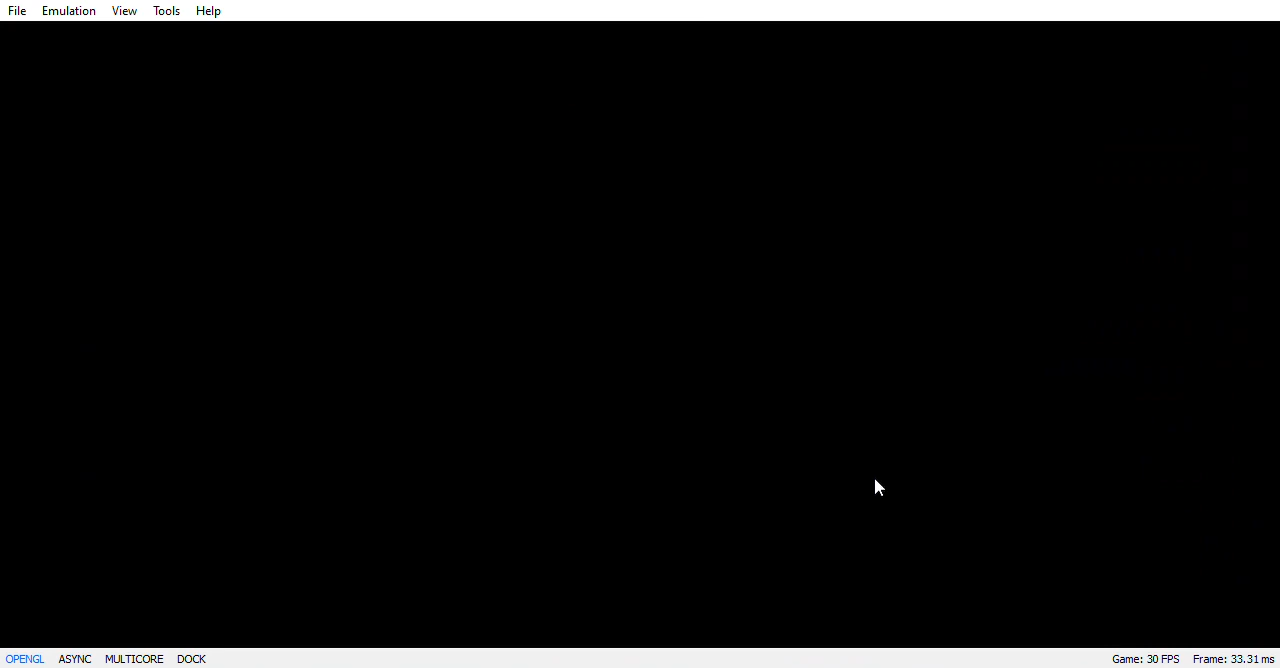 File Emulation View Tools Help
OPENGL ASYNC MULTICORE DOCK Game: 30 FPS Frame: 33.31 ms